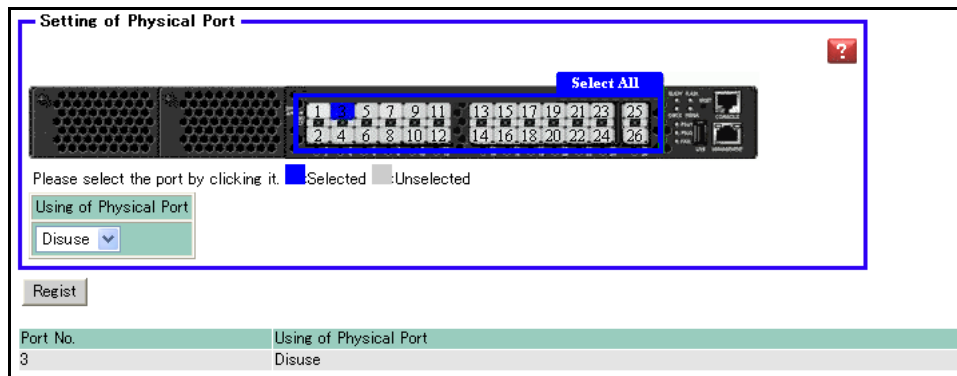 Setting of Physical Port
?
Select All
1 3 5 7 9 11 13 15 17 19 21 23 25
2 4 6 8 10 12 14 16 18 20 22 24 26
CONSOLE
USB MANAGEMENT
Please select the port by clicking it. :Selected :Unselected
Using of Physical Port
Disuse
Regist
Port No. Using of Physical Port
3 Disuse